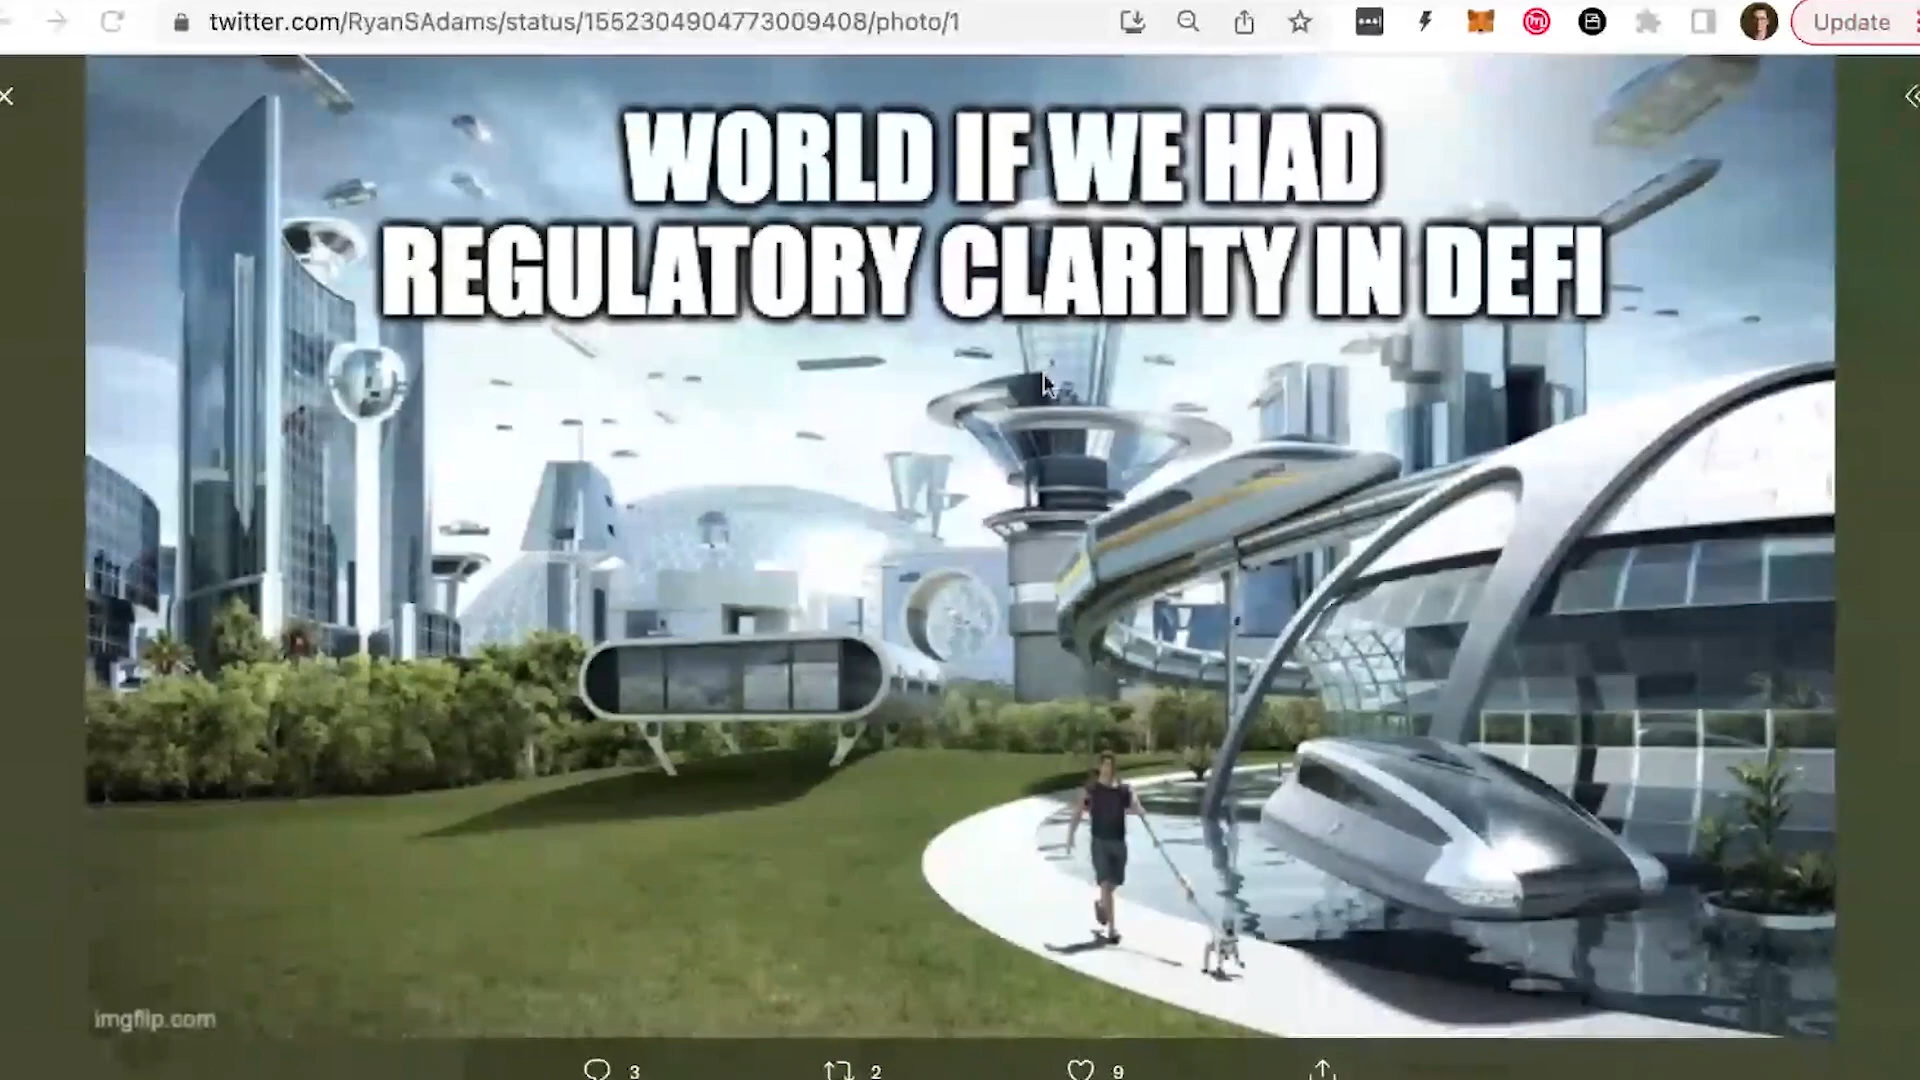 twitter.com/RyanSAdams/status/1552304904773009408/photo/1
Update
WORLD IF WE HAD
REGULATORY CLARITY IN DEFI
imgflip.com
3
2
9